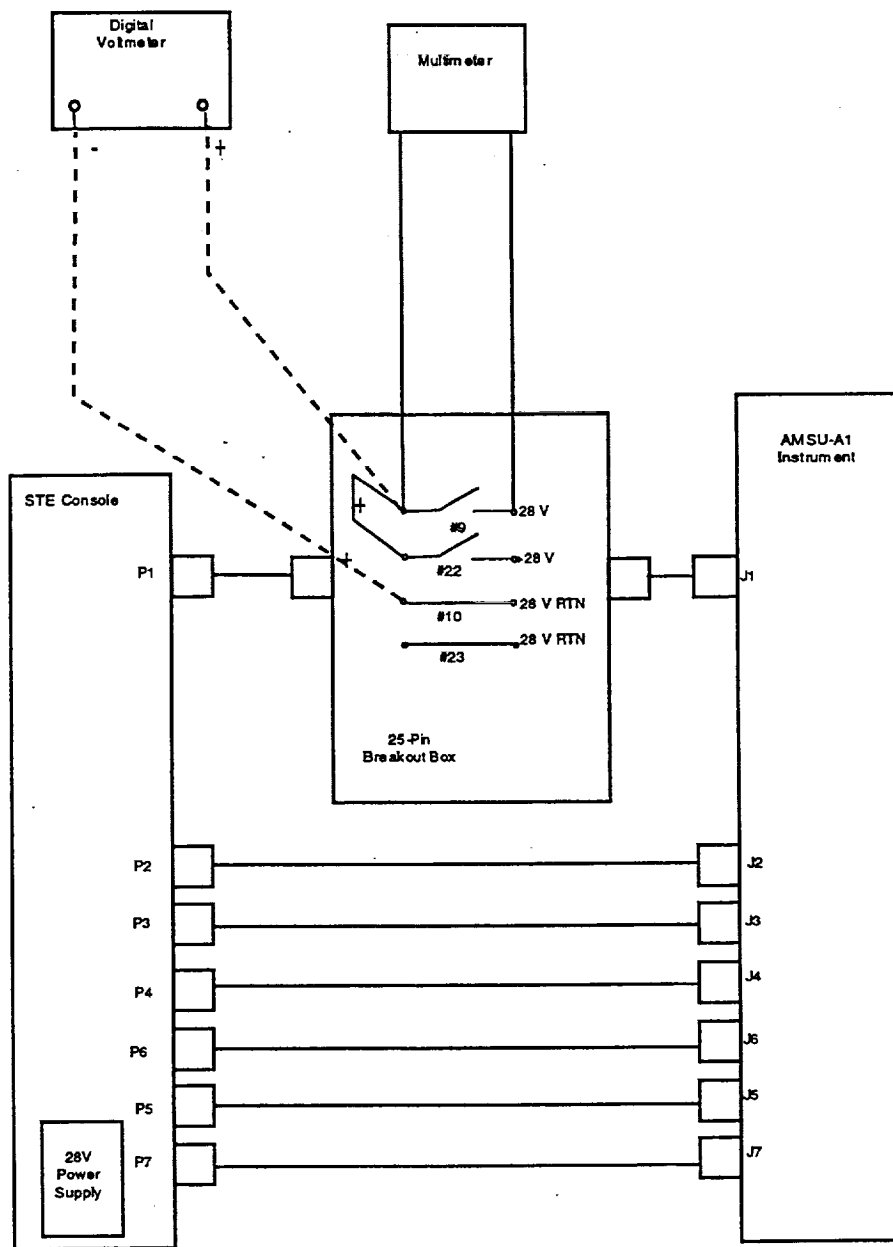 Digital
Voltmeter
Multimeter
-
+
AMSU-A1
Instrument
STE Console
+
28 V
#9
+
28 V
#22
P1
J1
28 V RTN
#10
28 V RTN
#23
25-Pin
Breakout Box
P2
J2
P3
J3
P4
J4
P6
J6
P5
J5
P7
J7
28V
Power
Supply